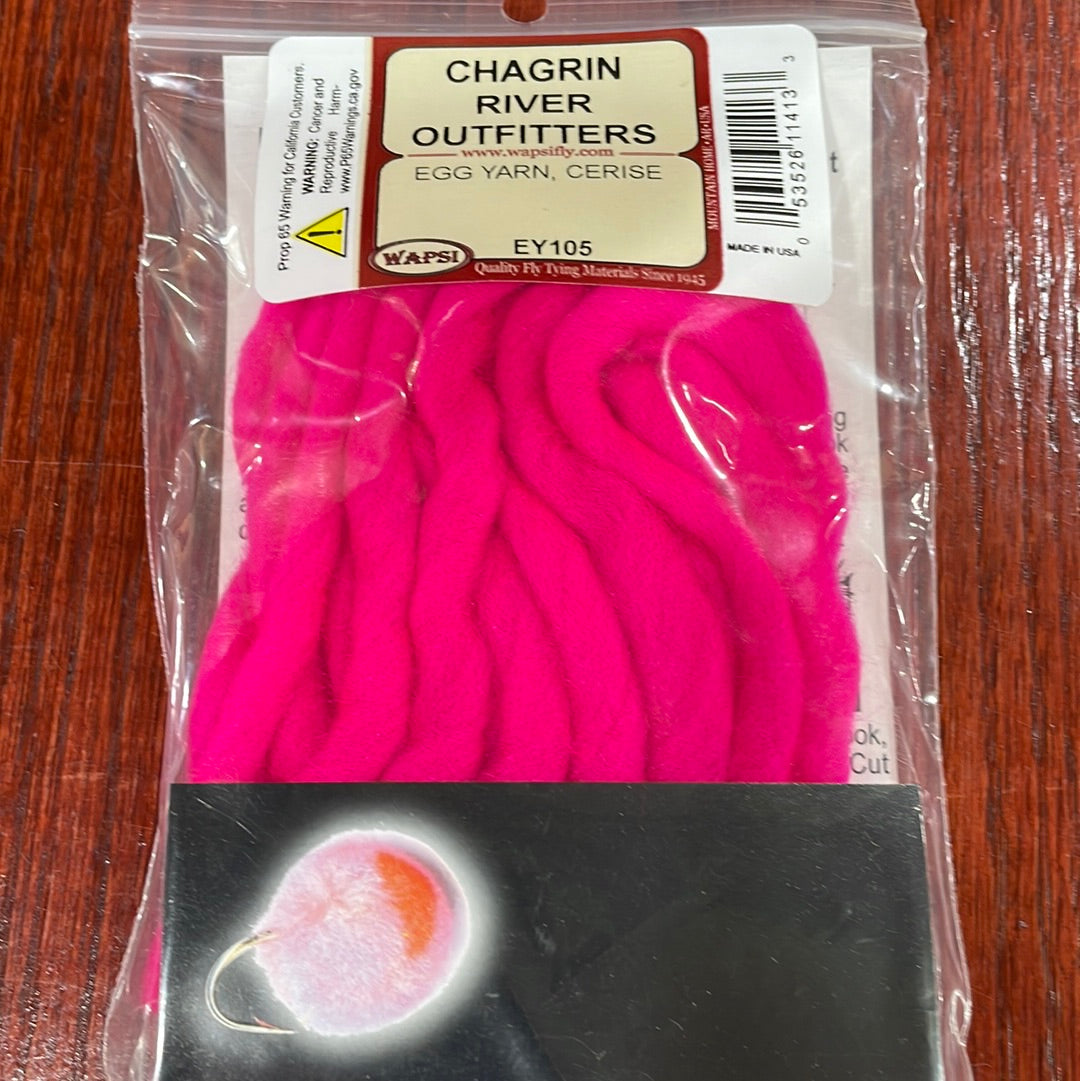 Prop 65 Warning for California Customers.
WARNING: Cancer and
Reproductive Harm-
www.P65Warnings.ca.gov
CHAGRIN
RIVER
OUTFITTERS
www.wapsifly.com
EGG YARN, CERISE
EY105
WAPSI
Quality Fly Tying Materials Since 1945
MOUNTAIN HOME•AR•USA
0 53526 11413 3
MADE IN USA
ok,
Cut